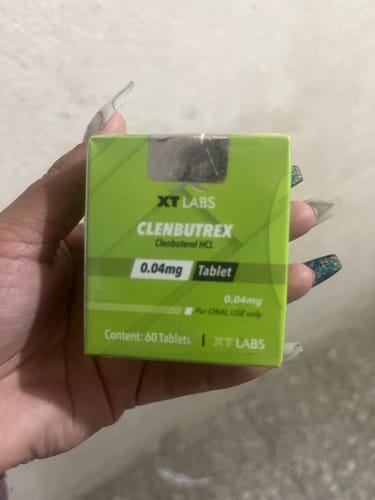 XT LABS
CLENBUTREX
Clenbuterol HCL
0.04mg Tablet
0.04mg
For ORAL USE only
Content: 60 Tablets | XT LABS